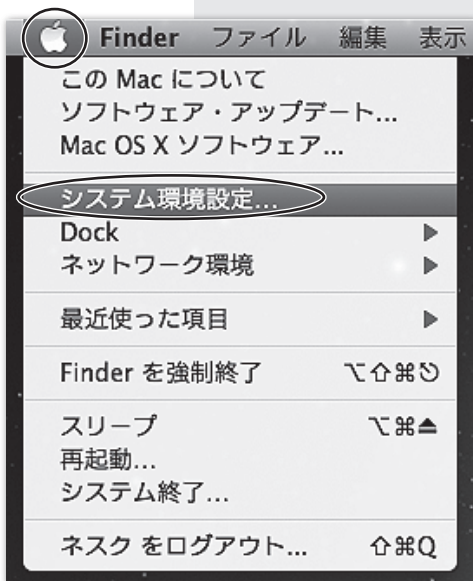 Finder ファイル 編集 表示
この Mac について
ソフトウェア・アップデート...
Mac OS X ソフトウェア...
システム環境設定...
Dock ▶
ネットワーク環境 ▶
最近使った項目 ▶
Finder を強制終了 ⌥⇧⌘⎋
スリープ ⌥⌘⏏
再起動...
システム終了...
ネスク をログアウト... ⇧⌘Q